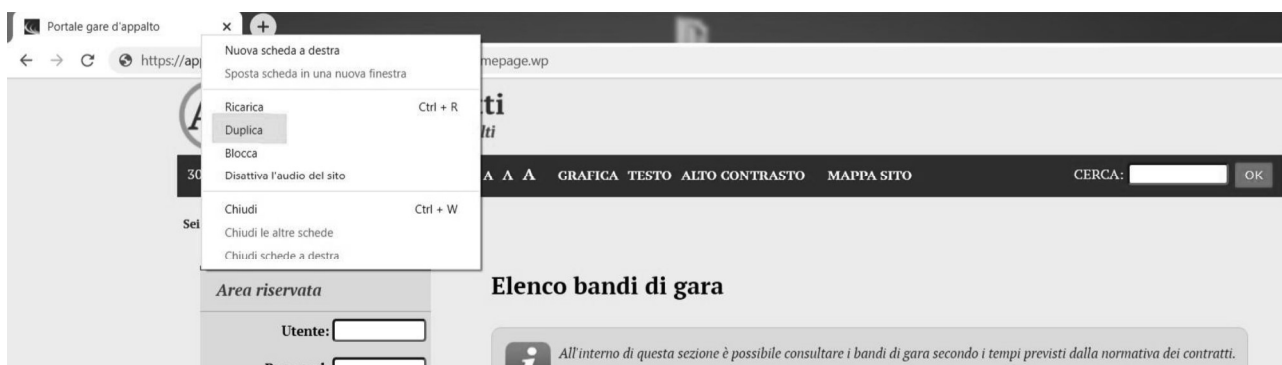 Portale gare d'appalto
Nuova scheda a destra
https://app
mepage.wp
Sposta scheda in una nuova finestra
Ricarica Ctrl + R
Duplica
Blocca
Disattiva l'audio del sito
Chiudi Ctrl + W
Chiudi le altre schede
Chiudi schede a destra
A
ti
lti
30
A A A GRAFICA TESTO ALTO CONTRASTO MAPPA SITO CERCA: OK
Sei
Area riservata
Utente:
Elenco bandi di gara
All'interno di questa sezione è possibile consultare i bandi di gara secondo i tempi previsti dalla normativa dei contratti.